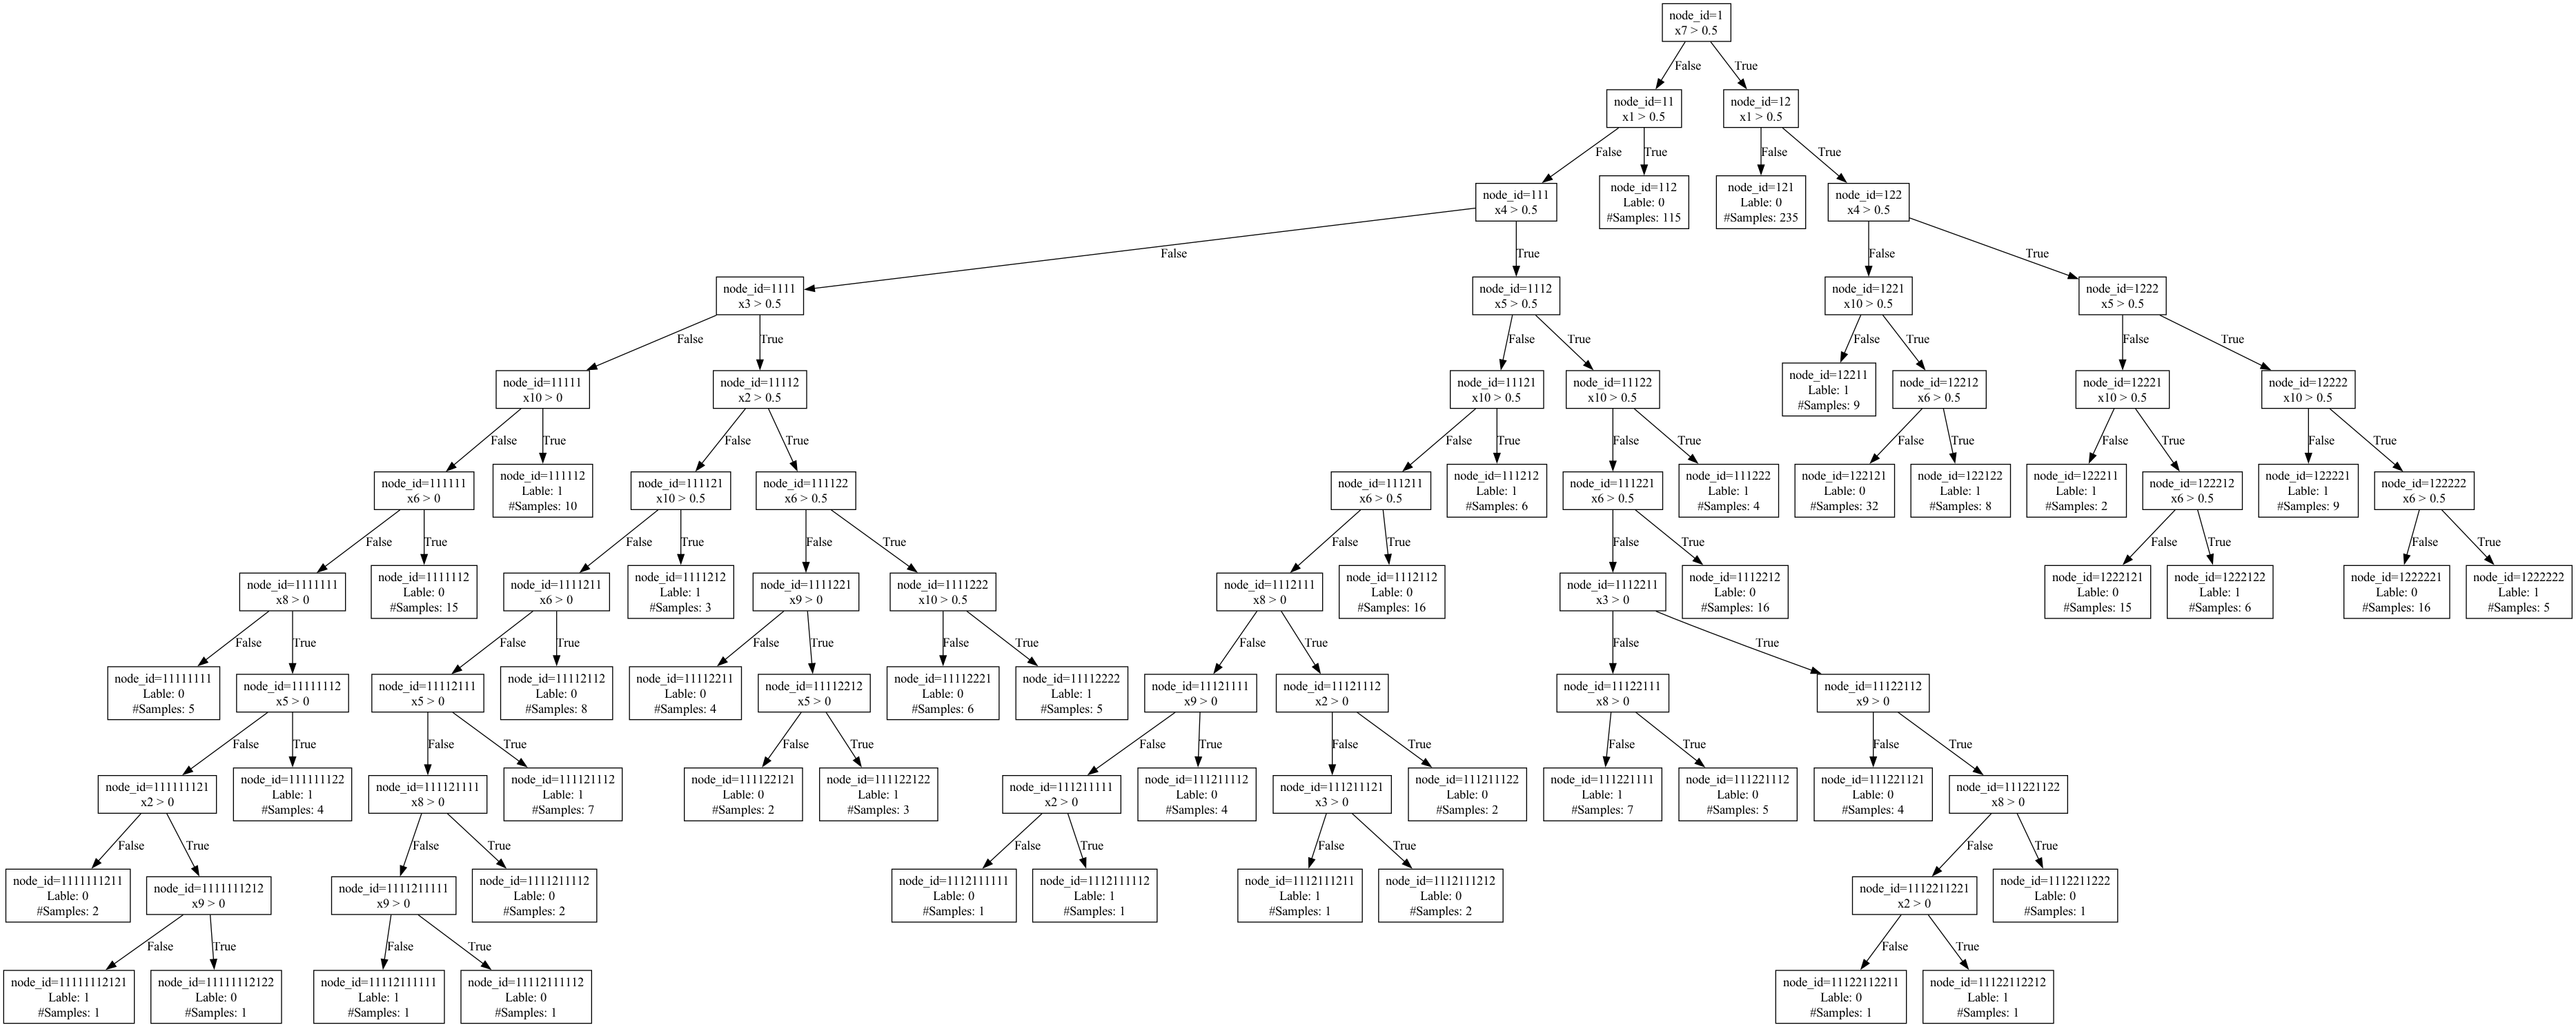 node_id=1
x7 > 0.5
False
True
node_id=11
x1 > 0.5
node_id=12
x1 > 0.5
False
True
False
True
node_id=111
x4 > 0.5
node_id=112
Lable: 0
#Samples: 115
node_id=121
Lable: 0
#Samples: 235
node_id=122
x4 > 0.5
False
True
False
True
node_id=1111
x3 > 0.5
node_id=1112
x5 > 0.5
node_id=1221
x10 > 0.5
node_id=1222
x5 > 0.5
False
True
False
True
False
True
False
True
node_id=11111
x10 > 0
node_id=11112
x2 > 0.5
node_id=11121
x10 > 0.5
node_id=11122
x10 > 0.5
node_id=12211
Lable: 1
#Samples: 9
node_id=12212
x6 > 0.5
node_id=12221
x10 > 0.5
node_id=12222
x10 > 0.5
False
True
False
True
False
True
False
True
False
True
False
True
False
True
node_id=111111
x6 > 0
node_id=111112
Lable: 1
#Samples: 10
node_id=111121
x10 > 0.5
node_id=111122
x6 > 0.5
node_id=111211
x6 > 0.5
node_id=111212
Lable: 1
#Samples: 6
node_id=111221
x6 > 0.5
node_id=111222
Lable: 1
#Samples: 4
node_id=122121
Lable: 0
#Samples: 32
node_id=122122
Lable: 1
#Samples: 8
node_id=122211
Lable: 1
#Samples: 2
node_id=122212
x6 > 0.5
node_id=122221
Lable: 1
#Samples: 9
node_id=122222
x6 > 0.5
False
True
False
True
False
True
False
True
False
True
False
True
False
True
node_id=1111111
x8 > 0
node_id=1111112
Lable: 0
#Samples: 15
node_id=1111211
x6 > 0
node_id=1111212
Lable: 1
#Samples: 3
node_id=1111221
x9 > 0
node_id=1111222
x10 > 0.5
node_id=1112111
x8 > 0
node_id=1112112
Lable: 0
#Samples: 16
node_id=1112211
x3 > 0
node_id=1112212
Lable: 0
#Samples: 16
node_id=1222121
Lable: 0
#Samples: 15
node_id=1222122
Lable: 1
#Samples: 6
node_id=1222221
Lable: 0
#Samples: 16
node_id=1222222
Lable: 1
#Samples: 5
False
True
False
True
False
True
False
True
False
True
False
True
node_id=11111111
Lable: 0
#Samples: 5
node_id=11111112
x5 > 0
node_id=11112111
x5 > 0
node_id=11112112
Lable: 0
#Samples: 8
node_id=11112211
Lable: 0
#Samples: 4
node_id=11112212
x5 > 0
node_id=11112221
Lable: 0
#Samples: 6
node_id=11112222
Lable: 1
#Samples: 5
node_id=11121111
x9 > 0
node_id=11121112
x2 > 0
node_id=11122111
x8 > 0
node_id=11122112
x9 > 0
False
True
False
True
False
True
False
True
False
True
False
True
False
True
node_id=111111121
x2 > 0
node_id=111111122
Lable: 1
#Samples: 4
node_id=111121111
x8 > 0
node_id=111121112
Lable: 1
#Samples: 7
node_id=111122121
Lable: 0
#Samples: 2
node_id=111122122
Lable: 1
#Samples: 3
node_id=111211111
x2 > 0
node_id=111211112
Lable: 0
#Samples: 4
node_id=111211121
x3 > 0
node_id=111211122
Lable: 0
#Samples: 2
node_id=111221111
Lable: 1
#Samples: 7
node_id=111221112
Lable: 0
#Samples: 5
node_id=111221121
Lable: 0
#Samples: 4
node_id=111221122
x8 > 0
False
True
False
True
False
True
False
True
False
True
node_id=1111111211
Lable: 0
#Samples: 2
node_id=1111111212
x9 > 0
node_id=1111211111
x9 > 0
node_id=1111211112
Lable: 0
#Samples: 2
node_id=1112111111
Lable: 0
#Samples: 1
node_id=1112111112
Lable: 1
#Samples: 1
node_id=1112111211
Lable: 1
#Samples: 1
node_id=1112111212
Lable: 0
#Samples: 2
node_id=1112211221
x2 > 0
node_id=1112211222
Lable: 0
#Samples: 1
False
True
False
True
False
True
node_id=11111112121
Lable: 1
#Samples: 1
node_id=11111112122
Lable: 0
#Samples: 1
node_id=11112111111
Lable: 1
#Samples: 1
node_id=11112111112
Lable: 0
#Samples: 1
node_id=11122112211
Lable: 0
#Samples: 1
node_id=11122112212
Lable: 1
#Samples: 1